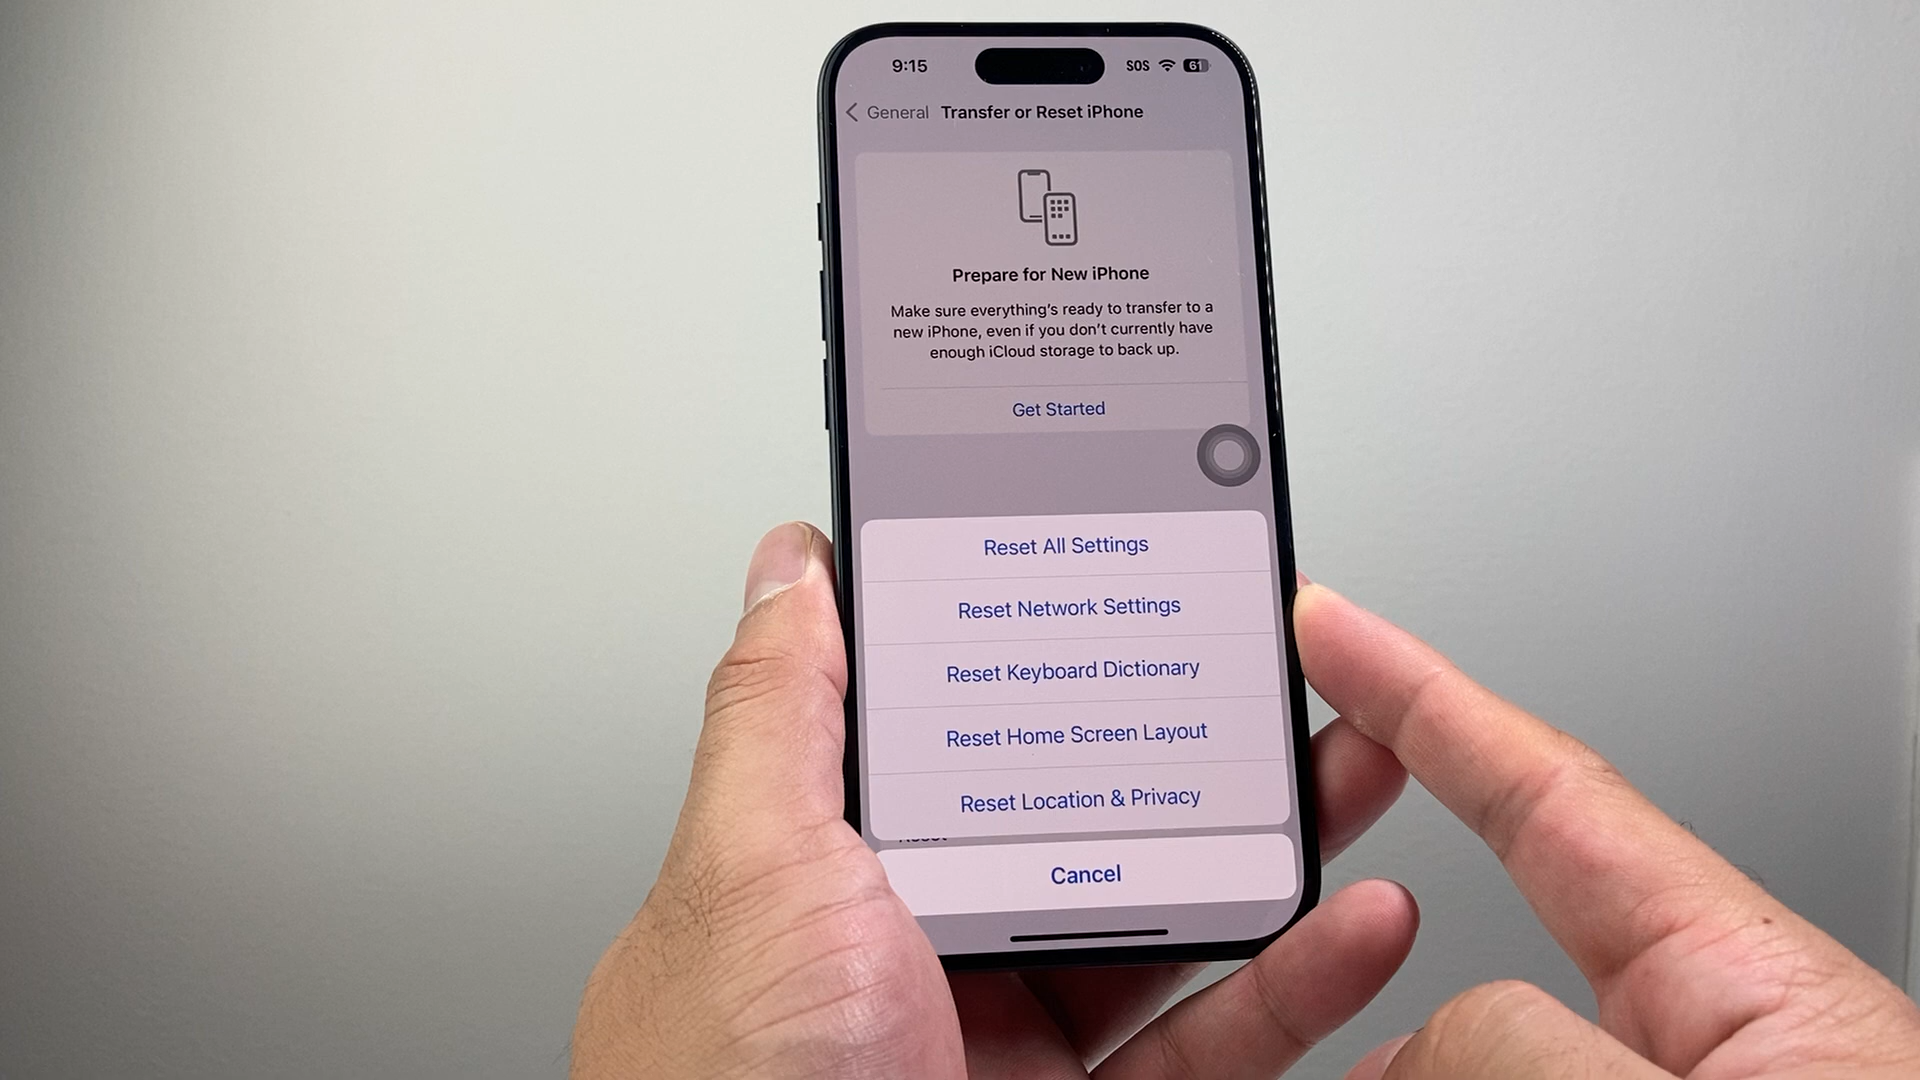 9:15
SOS
61
General Transfer or Reset iPhone
Prepare for New iPhone
Make sure everything's ready to transfer to a
new iPhone, even if you don't currently have
enough iCloud storage to back up.
Get Started
Reset All Settings
Reset Network Settings
Reset Keyboard Dictionary
Reset Home Screen Layout
Reset Location & Privacy
Reset
Cancel